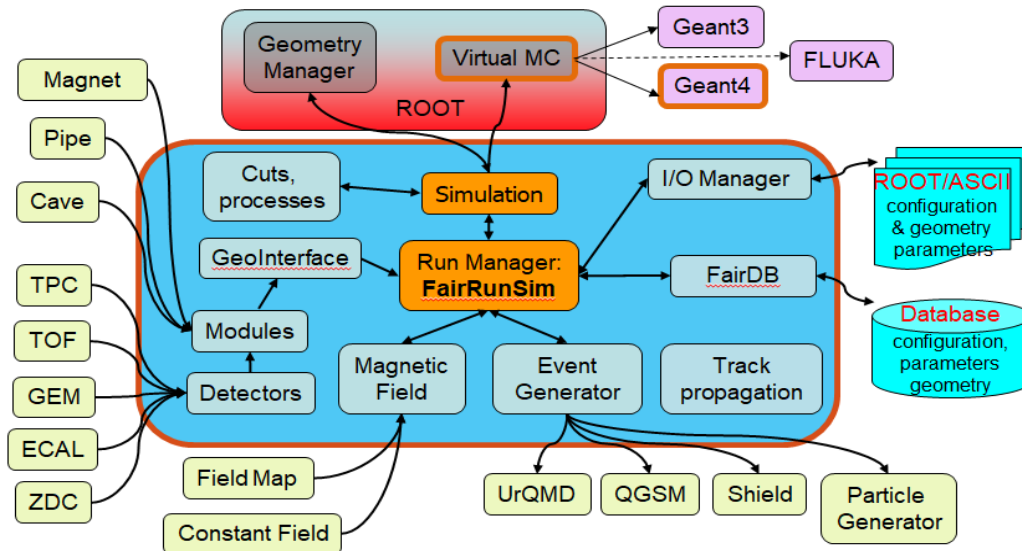 Geometry
Manager
Virtual MC
ROOT
Geant3
FLUKA
Geant4
Magnet
Pipe
Cave
TPC
TOF
GEM
ECAL
ZDC
Cuts,
processes
Simulation
I/O Manager
GeoInterface
Run Manager:
FairRunSim
FairDB
Modules
Detectors
Magnetic
Field
Event
Generator
Track
propagation
ROOT/ASCII
configuration
& geometry
parameters
Database
configuration,
parameters
geometry
Field Map
Constant Field
UrQMD
QGSM
Shield
Particle
Generator